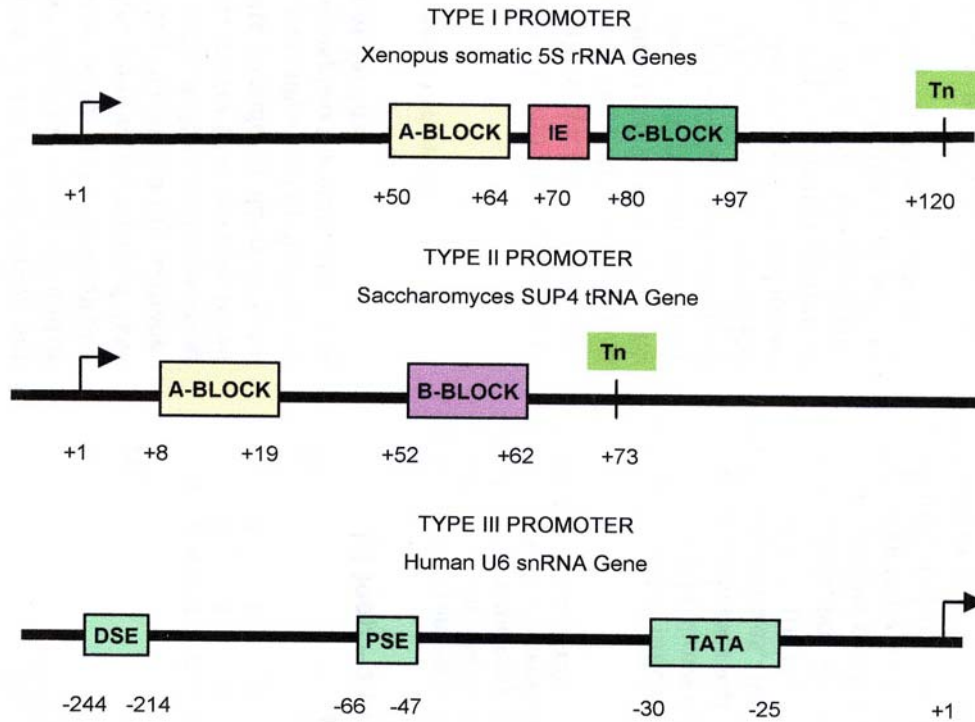 TYPE I PROMOTER
Xenopus somatic 5S rRNA Genes
Tn
A-BLOCK IE C-BLOCK
+1 +50 +64 +70 +80 +97 +120
TYPE II PROMOTER
Saccharomyces SUP4 tRNA Gene
Tn
A-BLOCK B-BLOCK
+1 +8 +19 +52 +62 +73
TYPE III PROMOTER
Human U6 snRNA Gene
DSE PSE TATA
-244 -214 -66 -47 -30 -25 +1